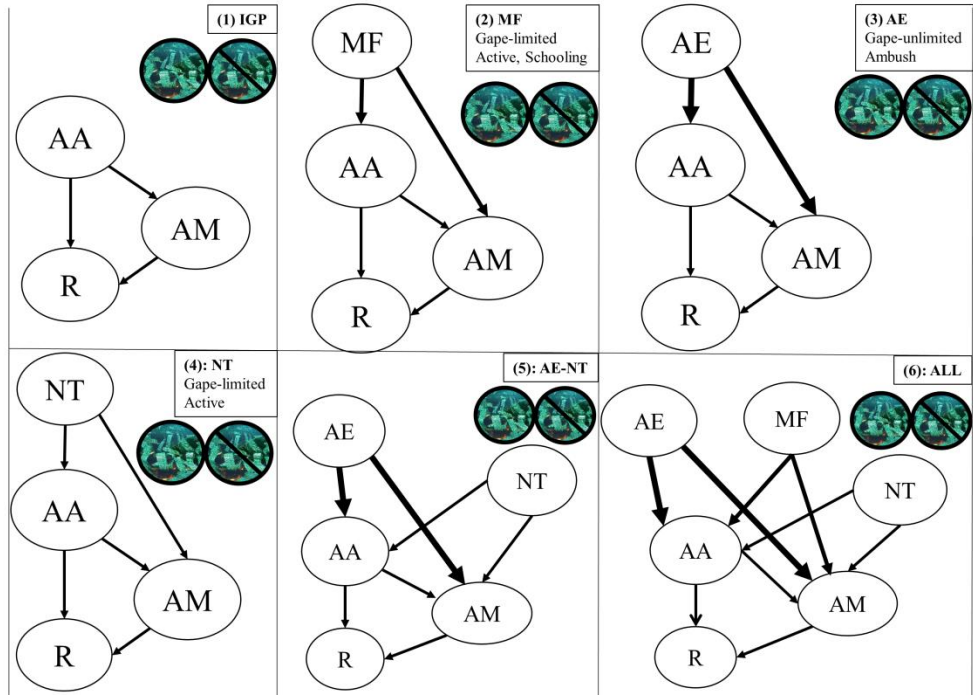 (1) IGP
AA
AM
R
(2) MF
Gape-limited
Active, Schooling
MF
AA
AM
R
(3) AE
Gape-unlimited
Ambush
AE
AA
AM
R
(4): NT
Gape-limited
Active
NT
AA
AM
R
(5): AE-NT
AE
NT
AA
AM
R
(6): ALL
AE
MF
NT
AA
AM
R